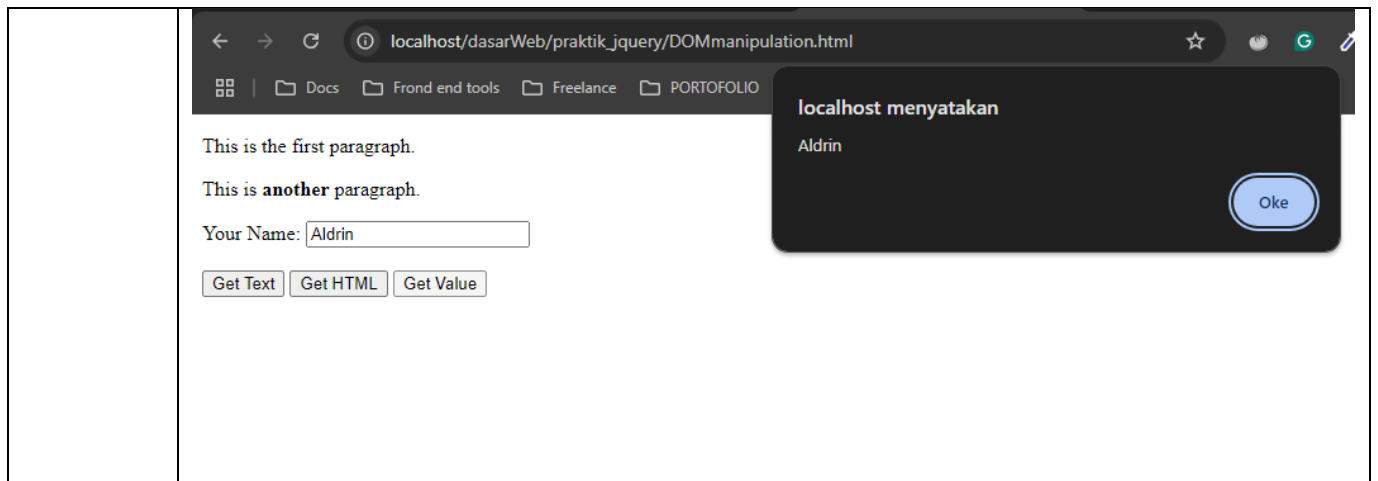 localhost/dasarWeb/praktik_jquery/DOMmanipulation.html
Docs Frond end tools Freelance PORTOFOLIO
localhost menyatakan
Aldrin
Oke
This is the first paragraph.
This is another paragraph.
Your Name: Aldrin
Get Text Get HTML Get Value